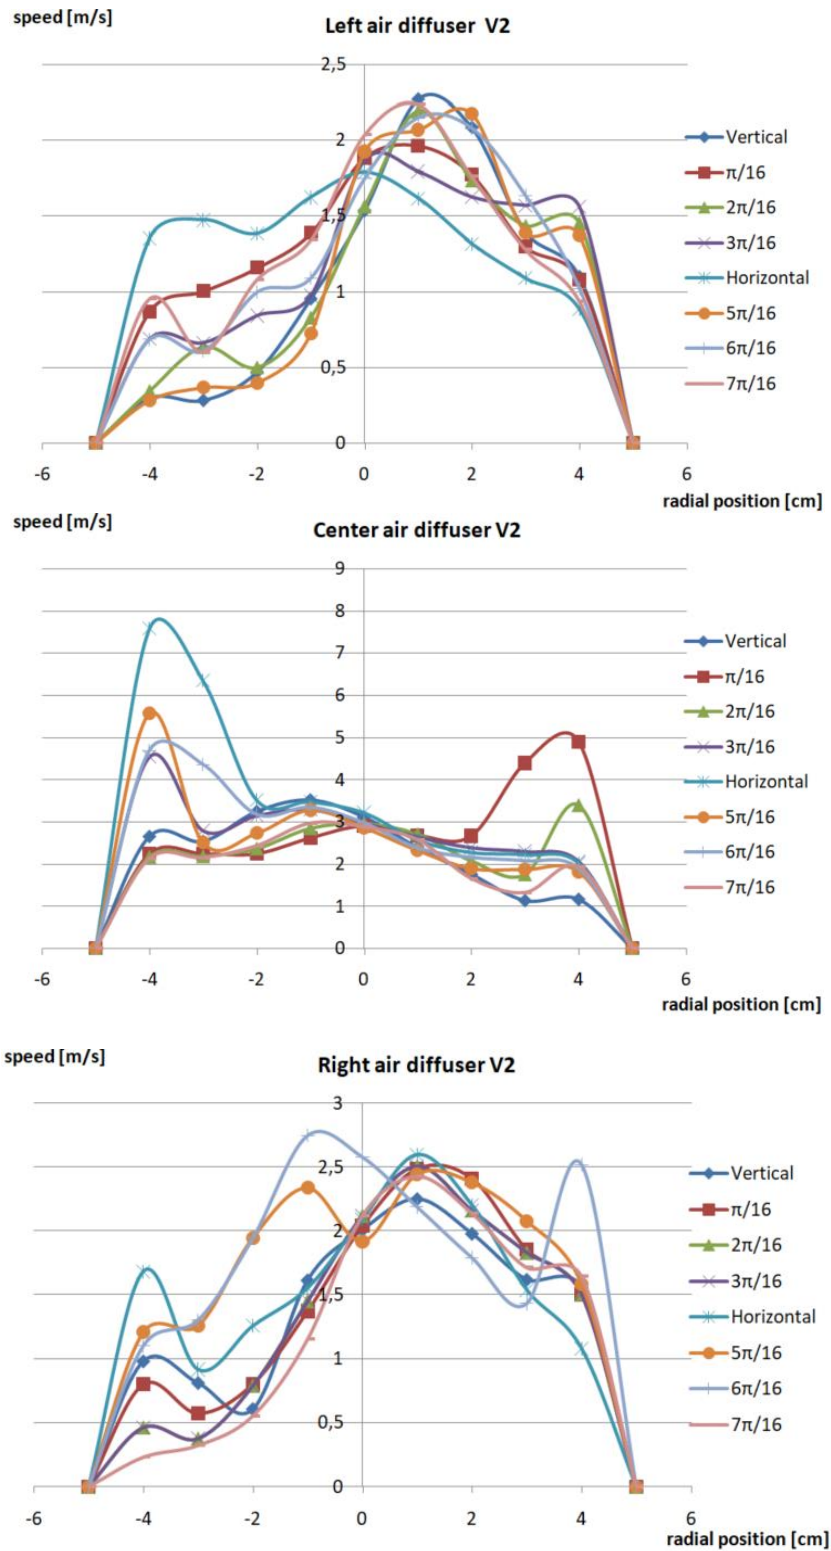 speed [m/s]
Left air diffuser V2
2,5
2
1,5
1
0,5
0
-6 -4 -2 0 2 4 6
radial position [cm]
Vertical
π/16
2π/16
3π/16
Horizontal
5π/16
6π/16
7π/16
speed [m/s]
Center air diffuser V2
9
8
7
6
5
4
3
2
1
0
-6 -4 -2 0 2 4 6
radial position [cm]
Vertical
π/16
2π/16
3π/16
Horizontal
5π/16
6π/16
7π/16
speed [m/s]
Right air diffuser V2
3
2,5
2
1,5
1
0,5
0
-6 -4 -2 0 2 4 6
radial position [cm]
Vertical
π/16
2π/16
3π/16
Horizontal
5π/16
6π/16
7π/16